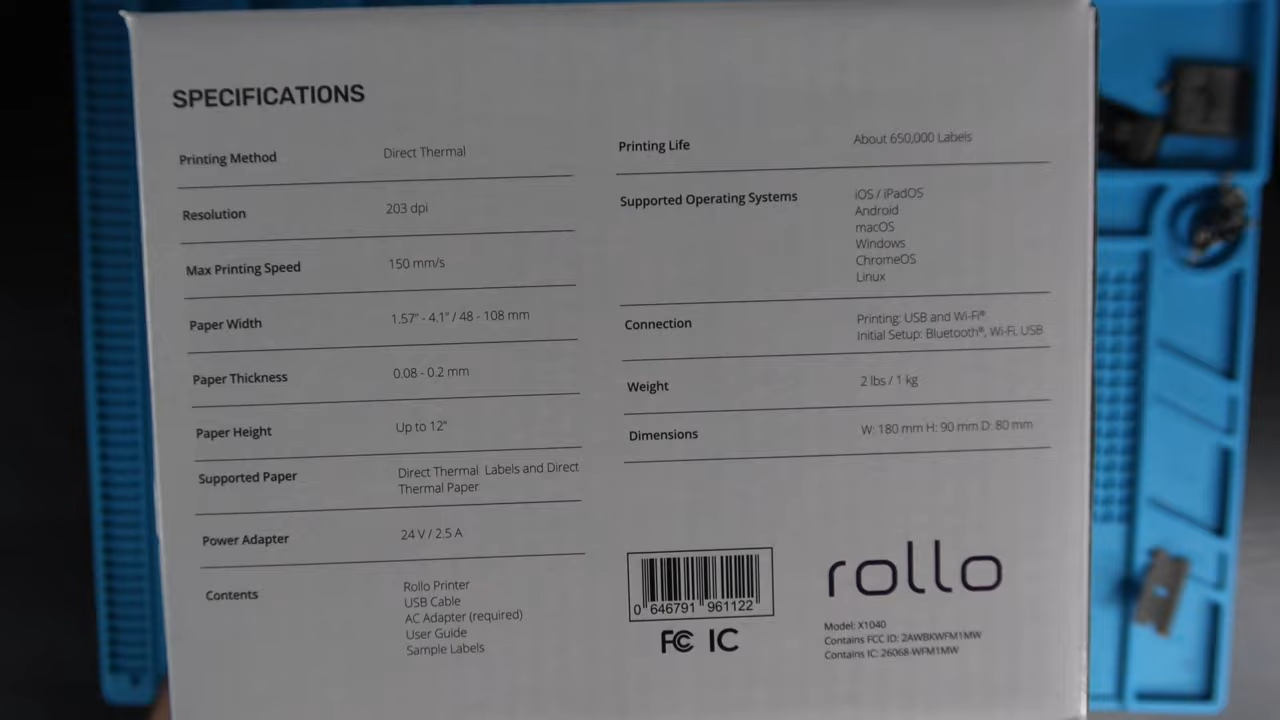 SPECIFICATIONS
Printing Method Direct Thermal
Resolution 203 dpi
Max Printing Speed 150 mm/s
Paper Width 1.57" - 4.1" / 48 - 108 mm
Paper Thickness 0.08 - 0.2 mm
Paper Height Up to 12"
Supported Paper Direct Thermal Labels and Direct
Thermal Paper
Power Adapter 24 V / 2.5 A
Contents Rollo Printer
USB Cable
AC Adapter (required)
User Guide
Sample Labels
Printing Life About 650,000 Labels
Supported Operating Systems iOS / iPadOS
Android
macOS
Windows
ChromeOS
Linux
Connection Printing: USB and Wi-Fi®
Initial Setup: Bluetooth®, Wi-Fi, USB
Weight 2 lbs / 1 kg
Dimensions W: 180 mm H: 90 mm D: 80 mm
0 646791 961122
FC IC
rollo
Model: X1040
Contains FCC ID: 2AWBKWFM1MW
Contains IC: 26068-WFM1MW